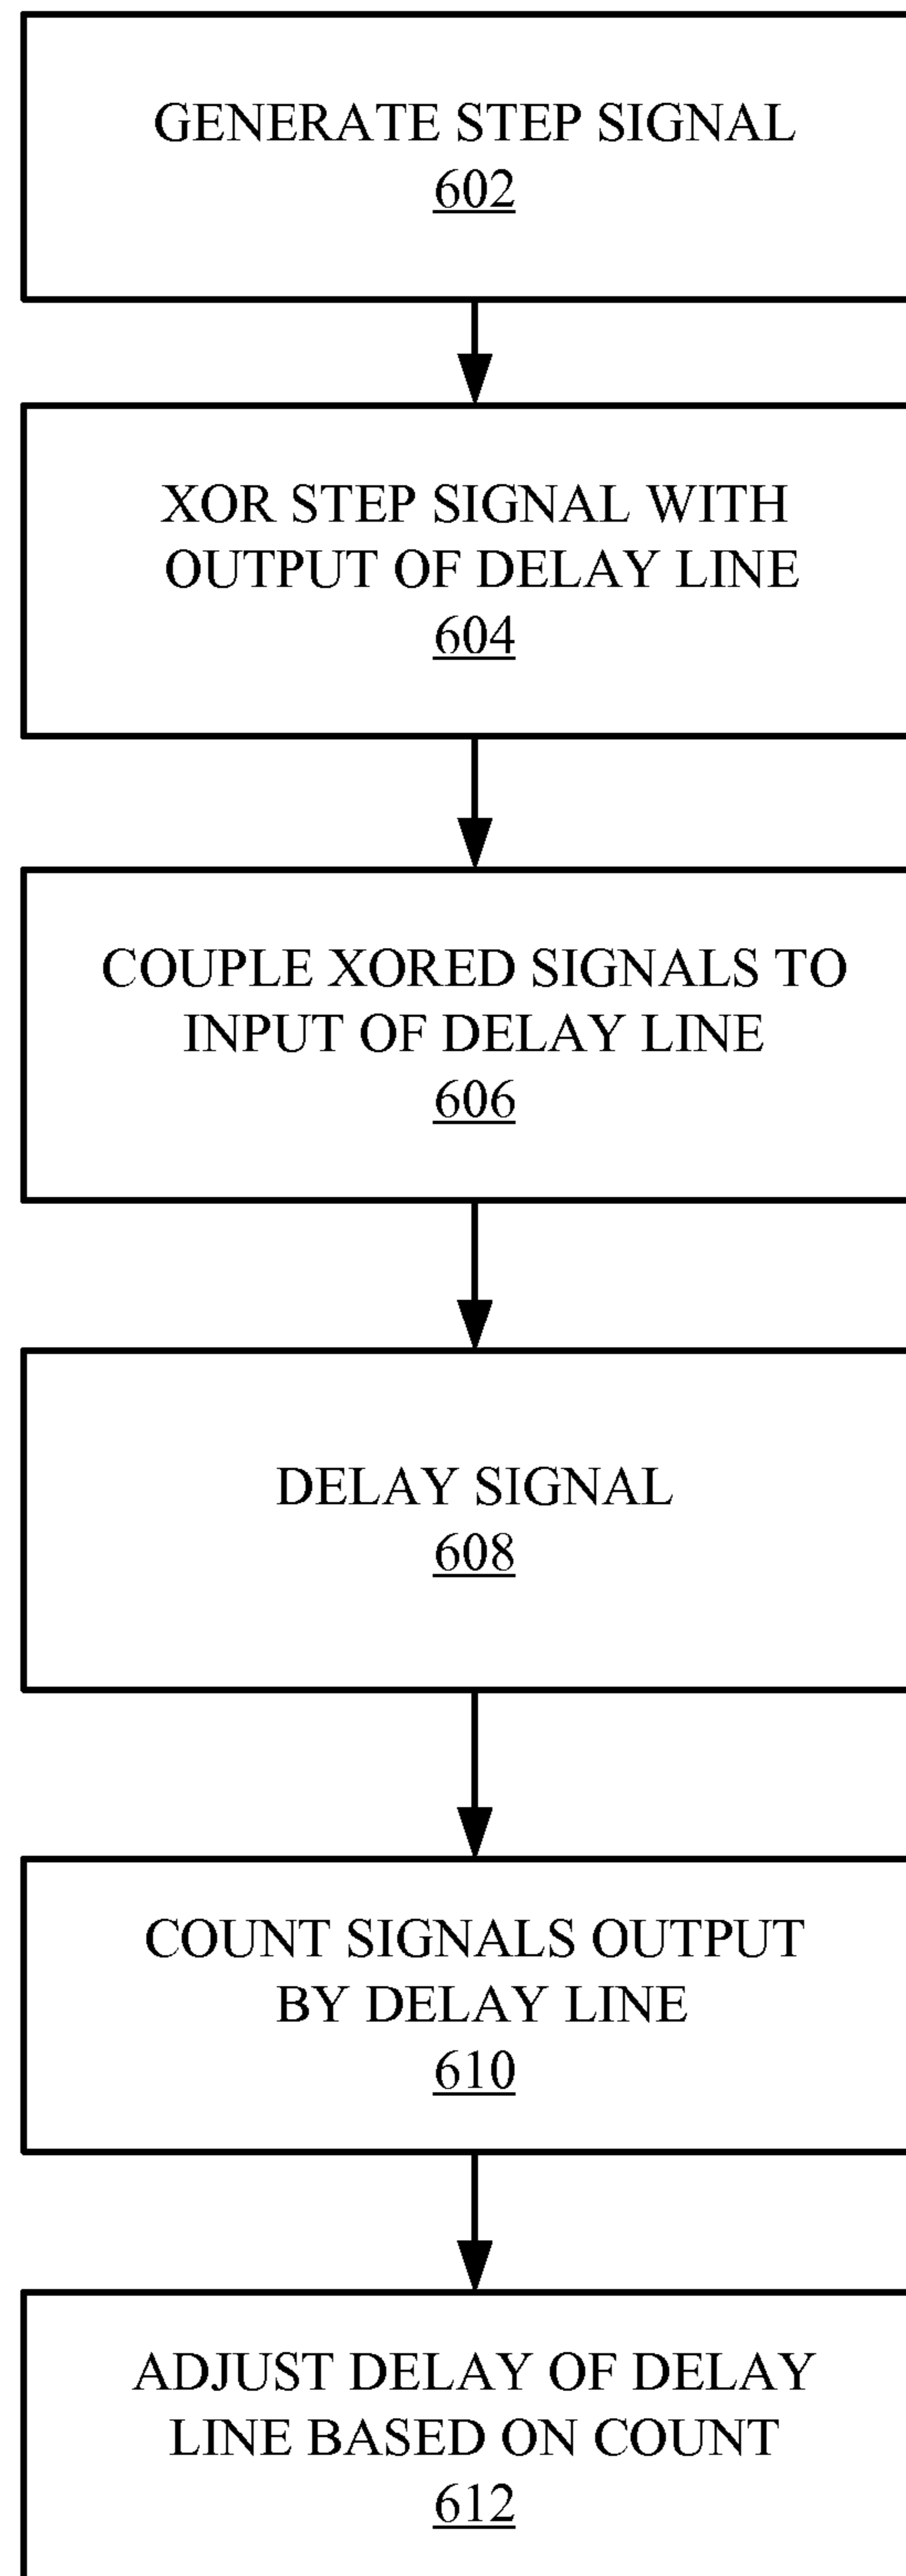 GENERATE STEP SIGNAL
602
XOR STEP SIGNAL WITH
OUTPUT OF DELAY LINE
604
COUPLE XORED SIGNALS TO
INPUT OF DELAY LINE
606
DELAY SIGNAL
608
COUNT SIGNALS OUTPUT
BY DELAY LINE
610
ADJUST DELAY OF DELAY
LINE BASED ON COUNT
612